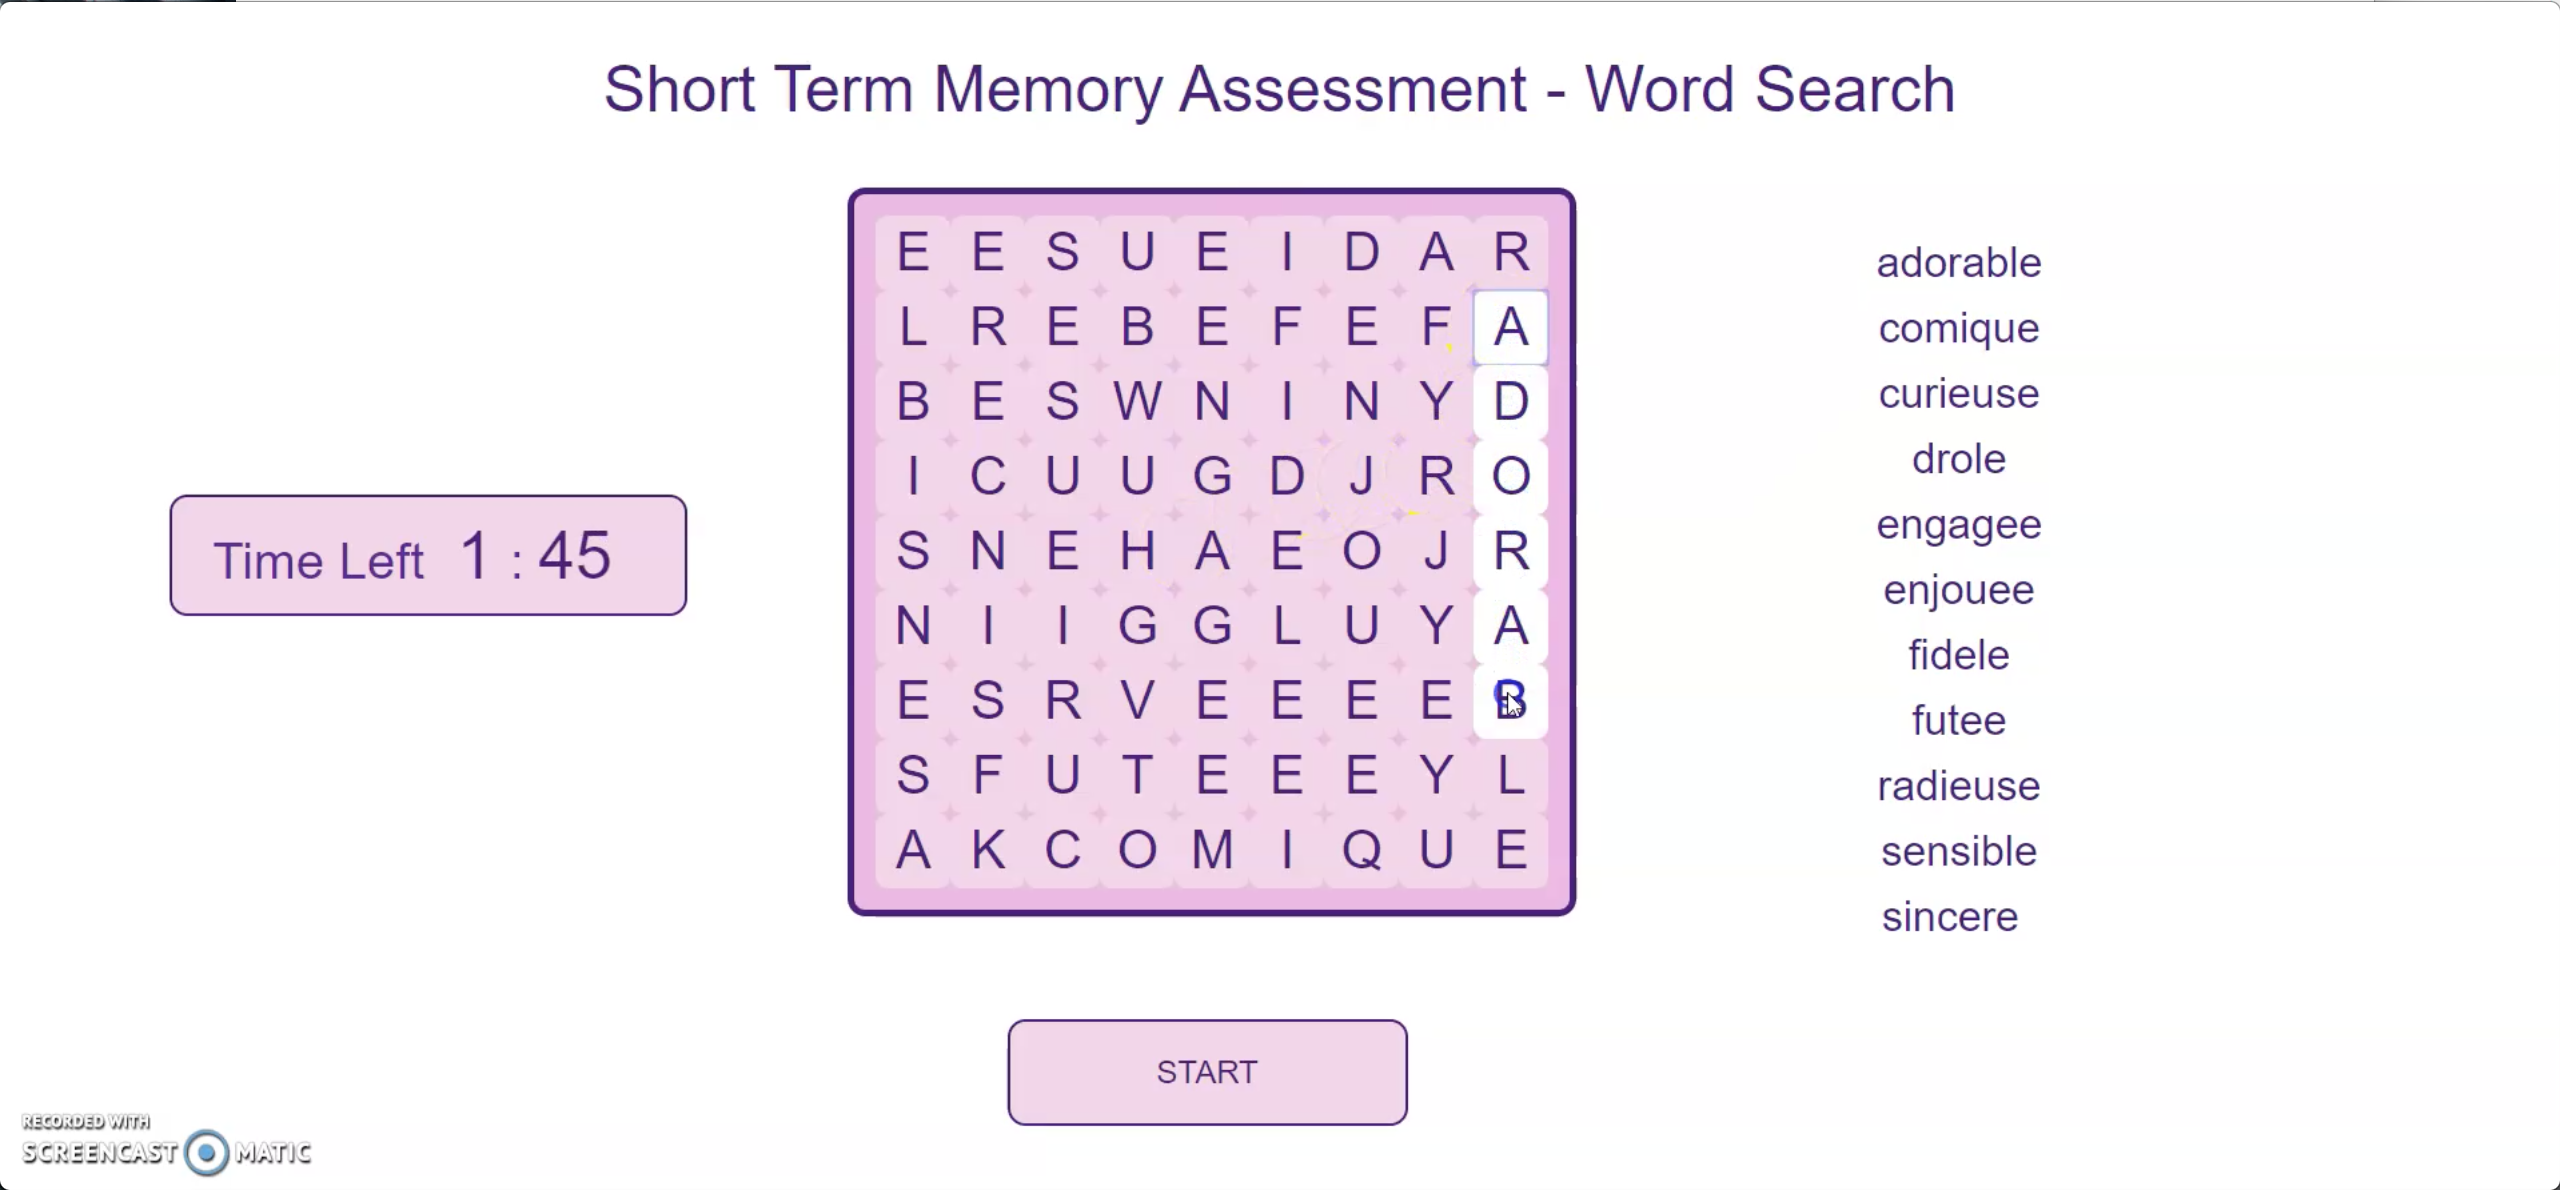 Short Term Memory Assessment - Word Search
E E S U E I D A R
L R E B E F E F A
B E S W N I N Y D
I C U U G D J R O
S N E H A E O J R
N I I G G L U Y A
E S R V E E E E B
S F U T E E E Y L
A K C O M I Q U E
Time Left 1 : 45
adorable
comique
curieuse
drole
engagee
enjouee
fidele
futee
radieuse
sensible
sincere
START
RECORDED WITH
SCREENCAST MATIC